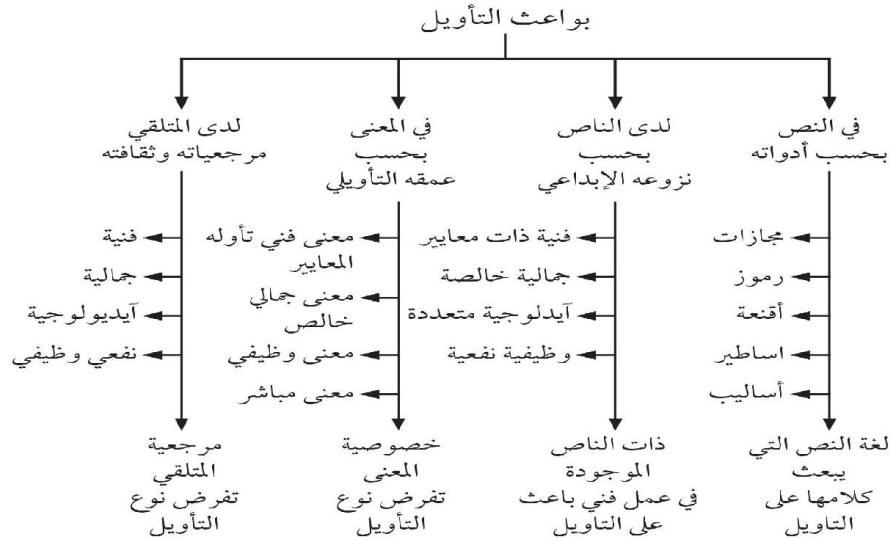 بواعث التأويل
في النص
بحسب أدواته
مجازات
رموز
أقنعة
اساطير
أساليب
لغة النص التي
يبعث
كلامها على
التاويل
لدى الناص
بحسب
نزوعه الإبداعي
فنية ذات معايير
جمالية خالصة
آيدلوجية متعددة
وظيفية نفعية
ذات الناص
الموجودة
في عمل فني باعث
على التاويل
في المعنى
بحسب
عمقه التأويلي
معنى فني تأوله
المعايير
معنى جمالي
خالص
معنى وظيفي
معنى مباشر
خصوصية
المعنى
تفرض نوع
التأويل
لدى المتلقي
مرجعياته وثقافته
فنية
جمالية
آيديولوجية
نفعي وظيفي
مرجعية
المتلقي
تفرض نوع
التأويل